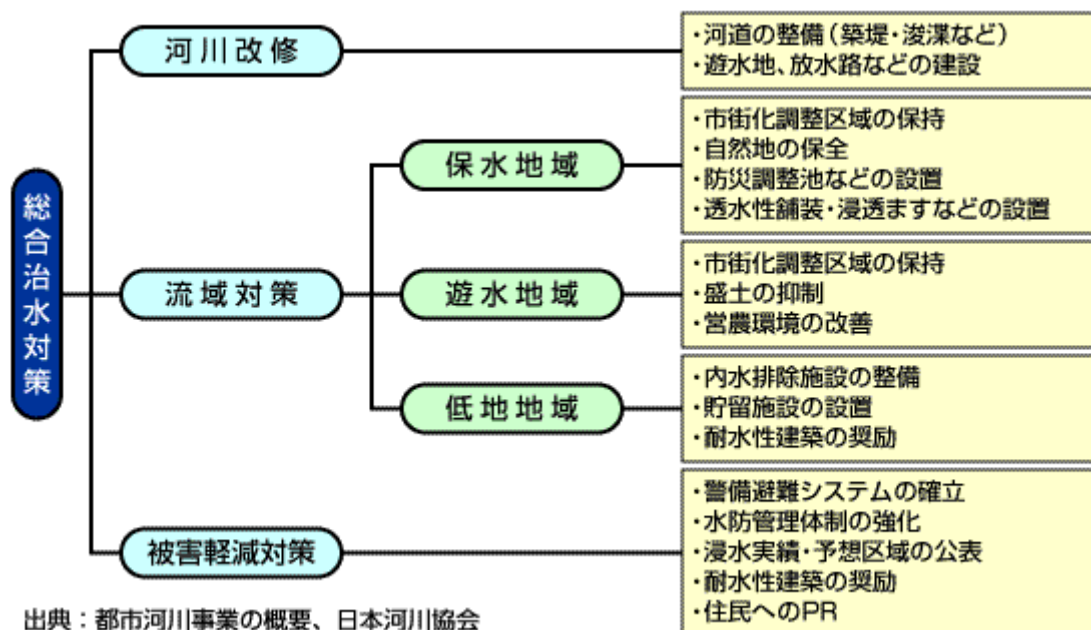 総合治水対策
河川改修
・河道の整備（築堤・浚渫など）
・遊水地、放水路などの建設
流域対策
保水地域
・市街化調整区域の保持
・自然地の保全
・防災調整池などの設置
・透水性舗装・浸透ますなどの設置
遊水地域
・市街化調整区域の保持
・盛土の抑制
・営農環境の改善
低地地域
・内水排除施設の整備
・貯留施設の設置
・耐水性建築の奨励
被害軽減対策
・警備避難システムの確立
・水防管理体制の強化
・浸水実績・予想区域の公表
・耐水性建築の奨励
・住民へのPR
出典：都市河川事業の概要、日本河川協会